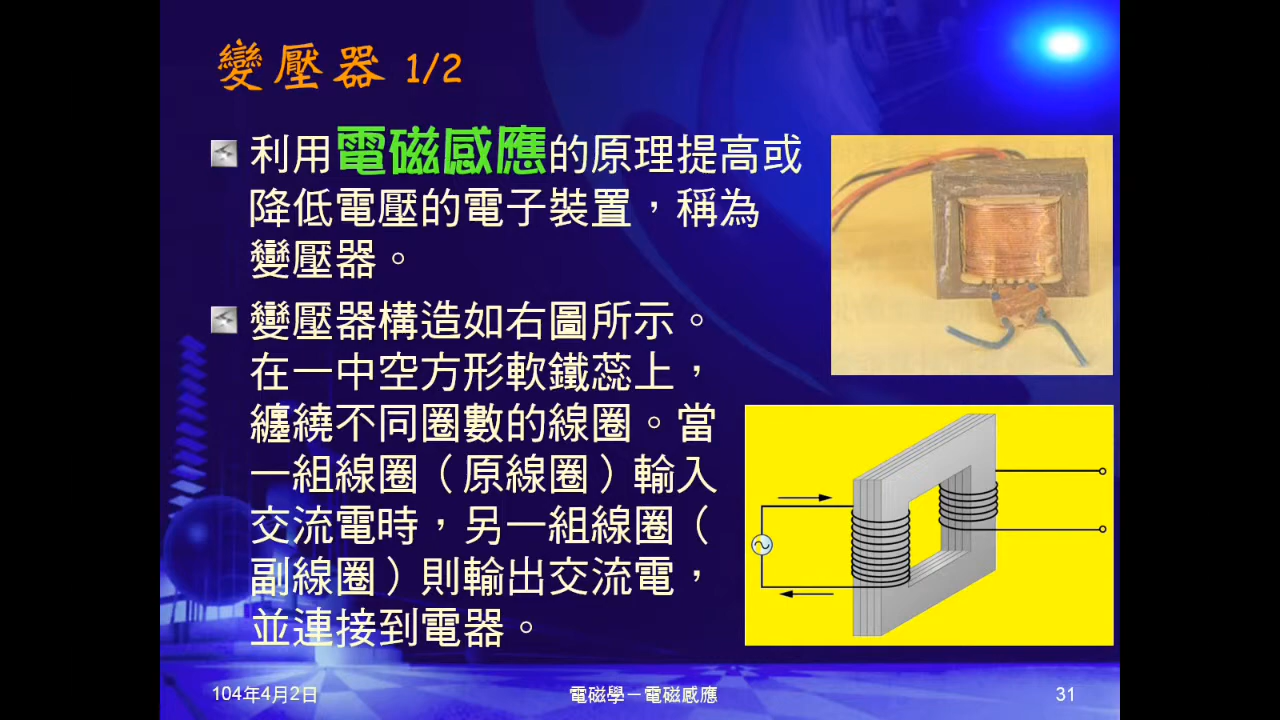 變壓器 1/2
利用電磁感應的原理提高或
降低電壓的電子裝置，稱為
變壓器。
變壓器構造如右圖所示。
在一中空方形軟鐵蕊上，
纏繞不同圈數的線圈。當
一組線圈（原線圈）輸入
交流電時，另一組線圈（
副線圈）則輸出交流電，
並連接到電器。
104年4月2日
電磁學－電磁感應
31